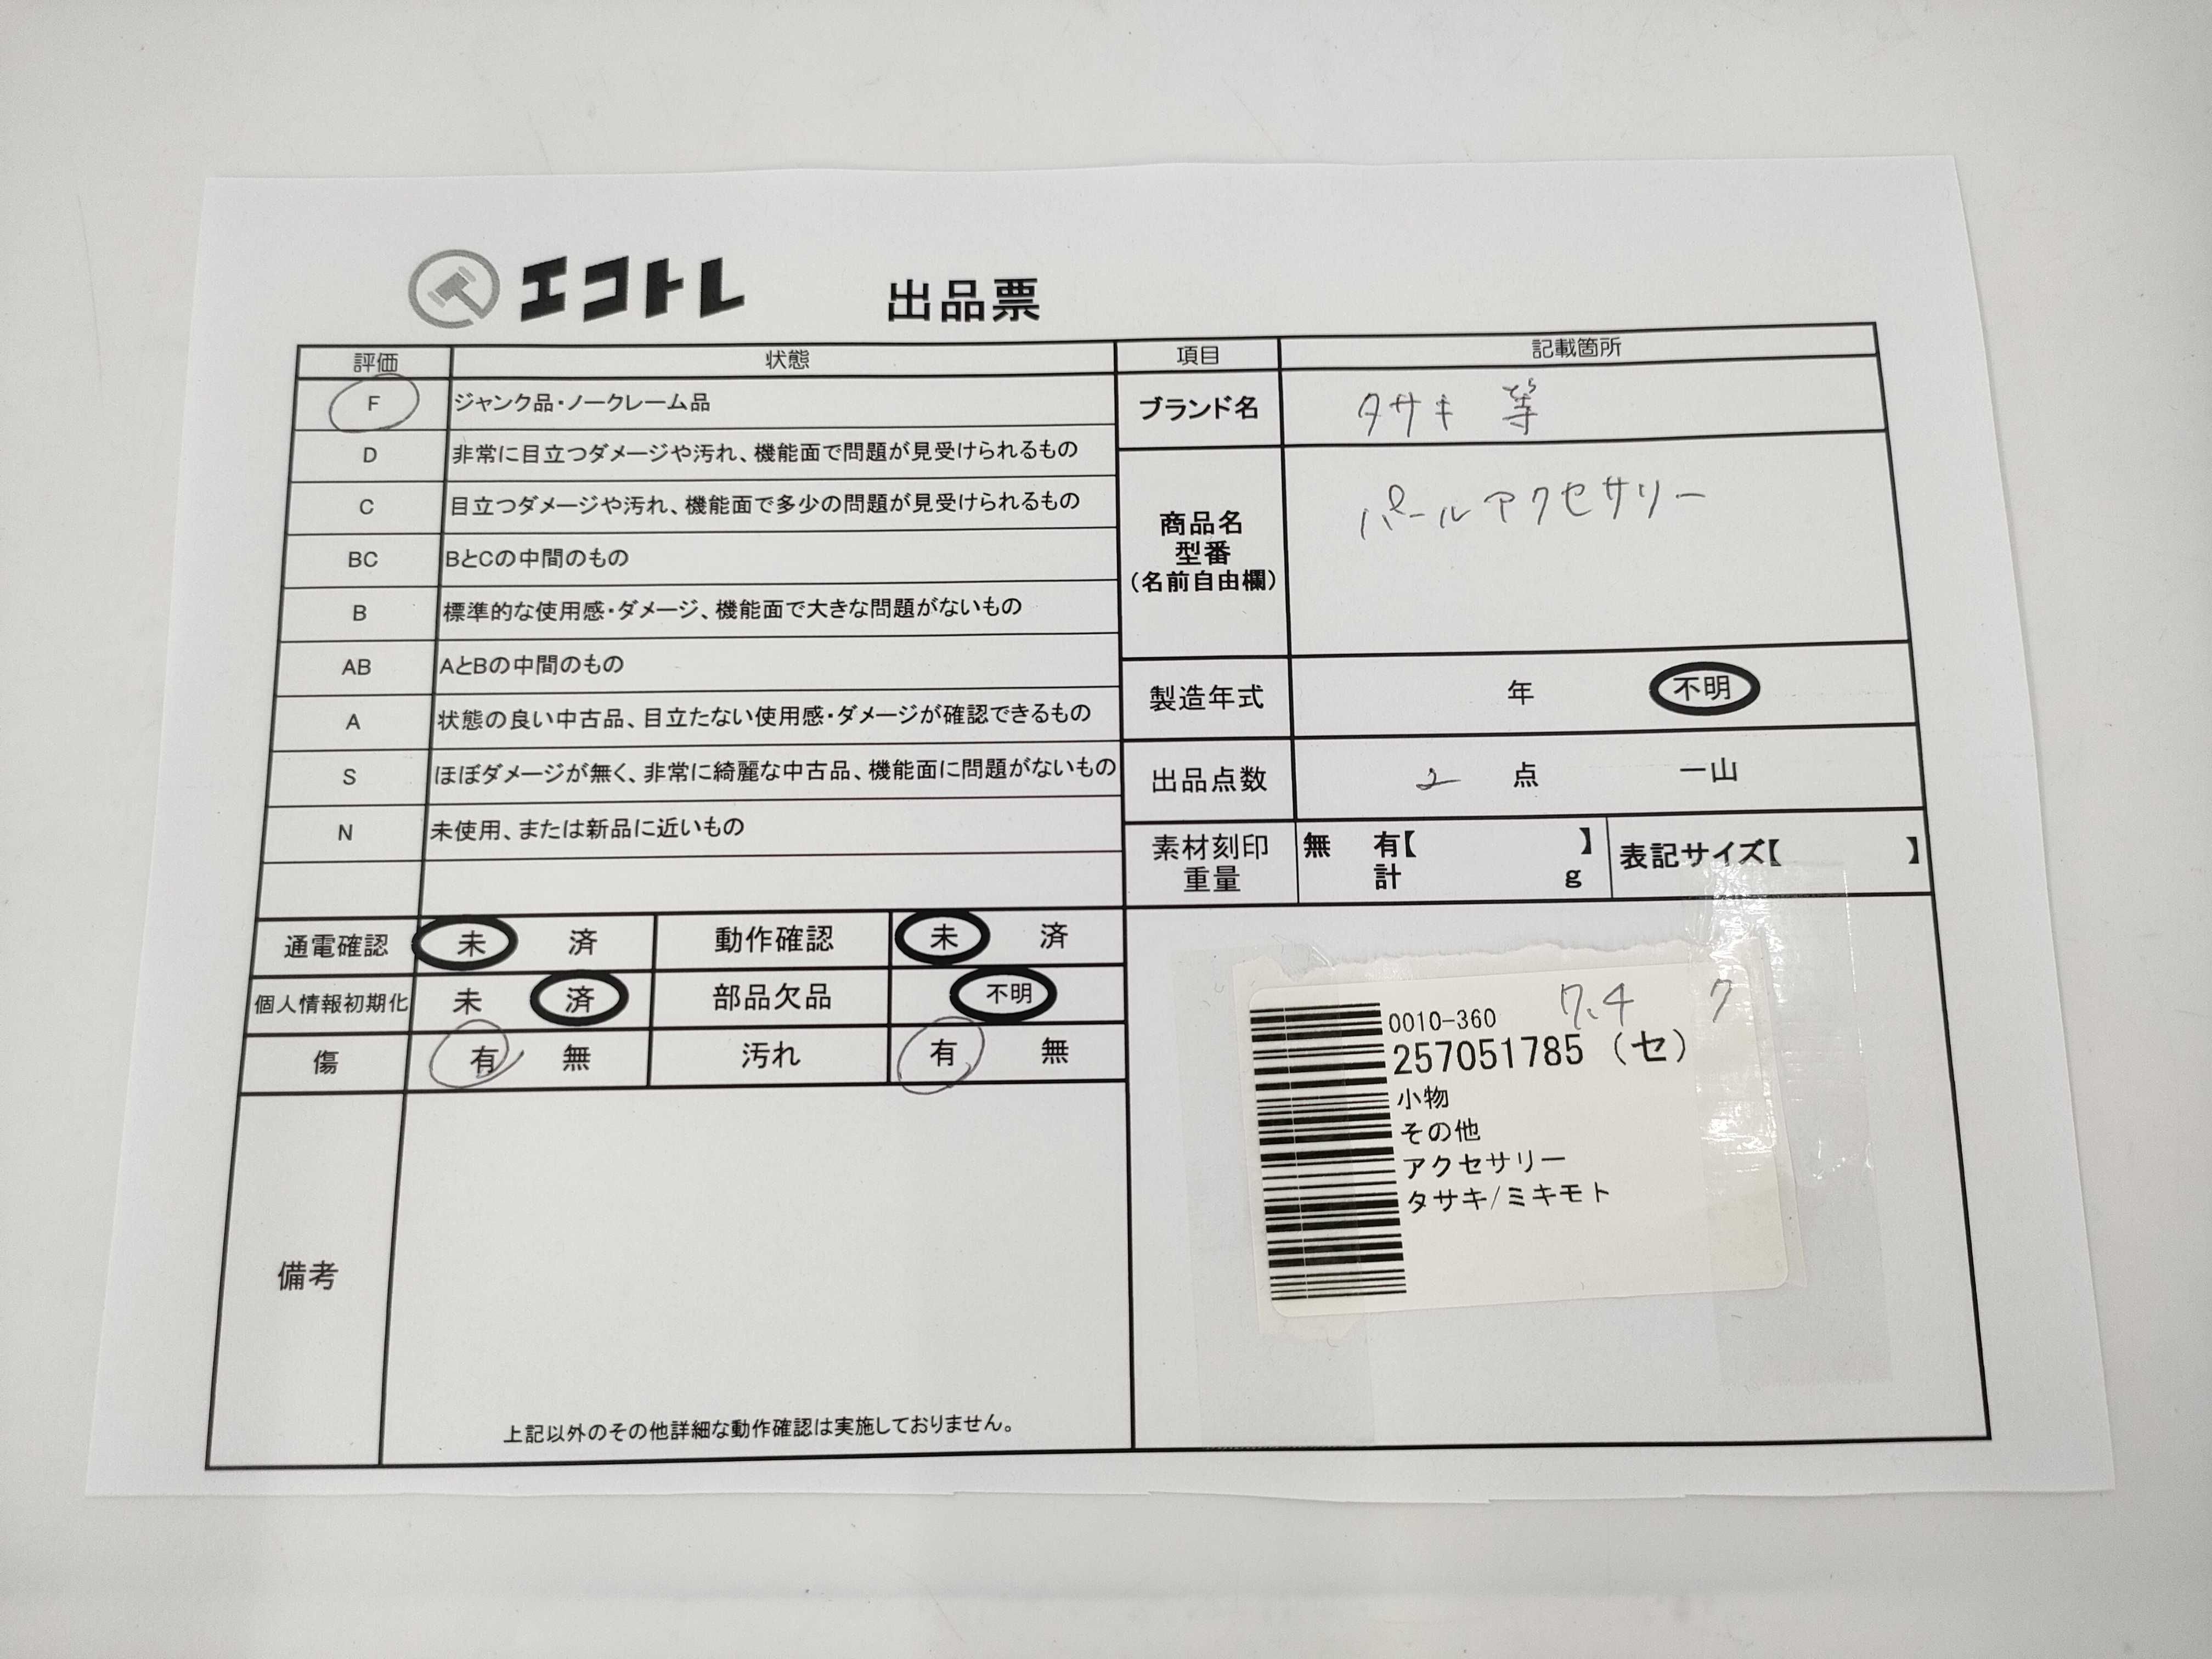 エコトレ 出品票
評価 状態
F ジャンク品・ノークレーム品
D 非常に目立つダメージや汚れ、機能面で問題が見受けられるもの
C 目立つダメージや汚れ、機能面で多少の問題が見受けられるもの
BC BとCの中間のもの
B 標準的な使用感・ダメージ、機能面で大きな問題がないもの
AB AとBの中間のもの
A 状態の良い中古品、目立たない使用感・ダメージが確認できるもの
S ほぼダメージが無く、非常に綺麗な中古品、機能面に問題がないもの
N 未使用、または新品に近いもの
通電確認 未 済 動作確認 未 済
個人情報初期化 未 済 部品欠品 不明
傷 有 無 汚れ 有 無
備考
上記以外のその他詳細な動作確認は実施しておりません。
項目 記載箇所
ブランド名 タサキ 等
商品名
型番
(名前自由欄)
パールアクセサリー
製造年式 年 不明
出品点数 2 点 一山
素材刻印 無 有【 】
重量 計 g
表記サイズ【 】
0010-360 7.4 7
257051785 (セ)
小物
その他
アクセサリー
タサキ/ミキモト